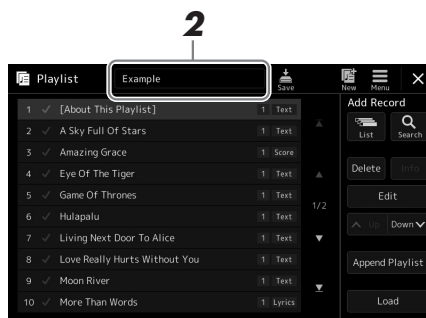 2
Playlist Example Save New Menu
Add Record
List Search
Delete Info
Edit
Up Down
Append Playlist
Load
1 [About This Playlist] 1 Text
2 A Sky Full Of Stars 1 Text
3 Amazing Grace 1 Score
4 Eye Of The Tiger 1 Text
5 Game Of Thrones 1 Text
6 Hulapalu 1 Text
7 Living Next Door To Alice 1 Text
8 Love Really Hurts Without You 1 Text
9 Moon River 1 Text
10 More Than Words 1 Lyrics
1/2